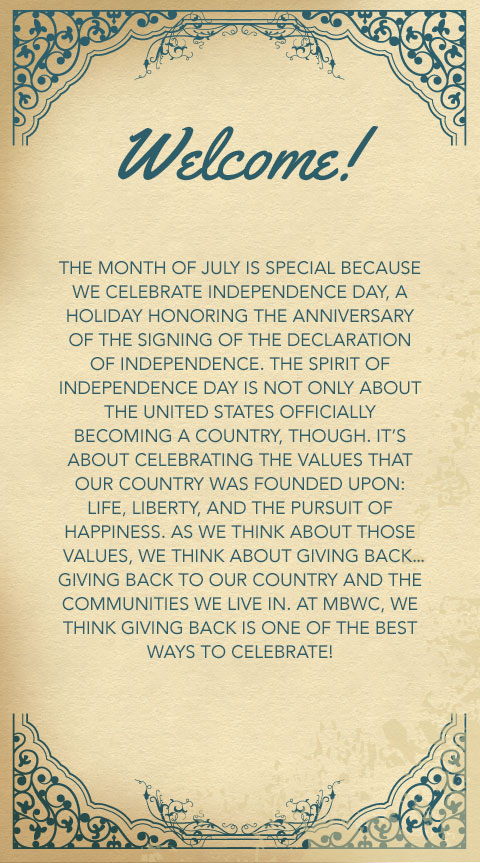 Welcome!
THE MONTH OF JULY IS SPECIAL BECAUSE
WE CELEBRATE INDEPENDENCE DAY, A
HOLIDAY HONORING THE ANNIVERSARY
OF THE SIGNING OF THE DECLARATION
OF INDEPENDENCE. THE SPIRIT OF
INDEPENDENCE DAY IS NOT ONLY ABOUT
THE UNITED STATES OFFICIALLY
BECOMING A COUNTRY, THOUGH. IT'S
ABOUT CELEBRATING THE VALUES THAT
OUR COUNTRY WAS FOUNDED UPON:
LIFE, LIBERTY, AND THE PURSUIT OF
HAPPINESS. AS WE THINK ABOUT THOSE
VALUES, WE THINK ABOUT GIVING BACK...
GIVING BACK TO OUR COUNTRY AND THE
COMMUNITIES WE LIVE IN. AT MBWC, WE
THINK GIVING BACK IS ONE OF THE BEST
WAYS TO CELEBRATE!